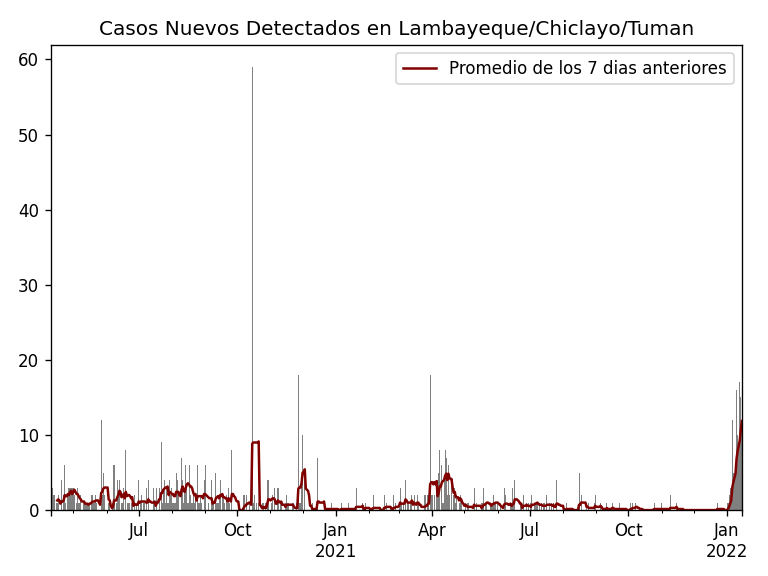 Casos Nuevos Detectados en Lambayeque/Chiclayo/Tuman
Promedio de los 7 dias anteriores
60
50
40
30
20
10
0
Jul Oct Jan Apr Jul Oct Jan
2021 2022